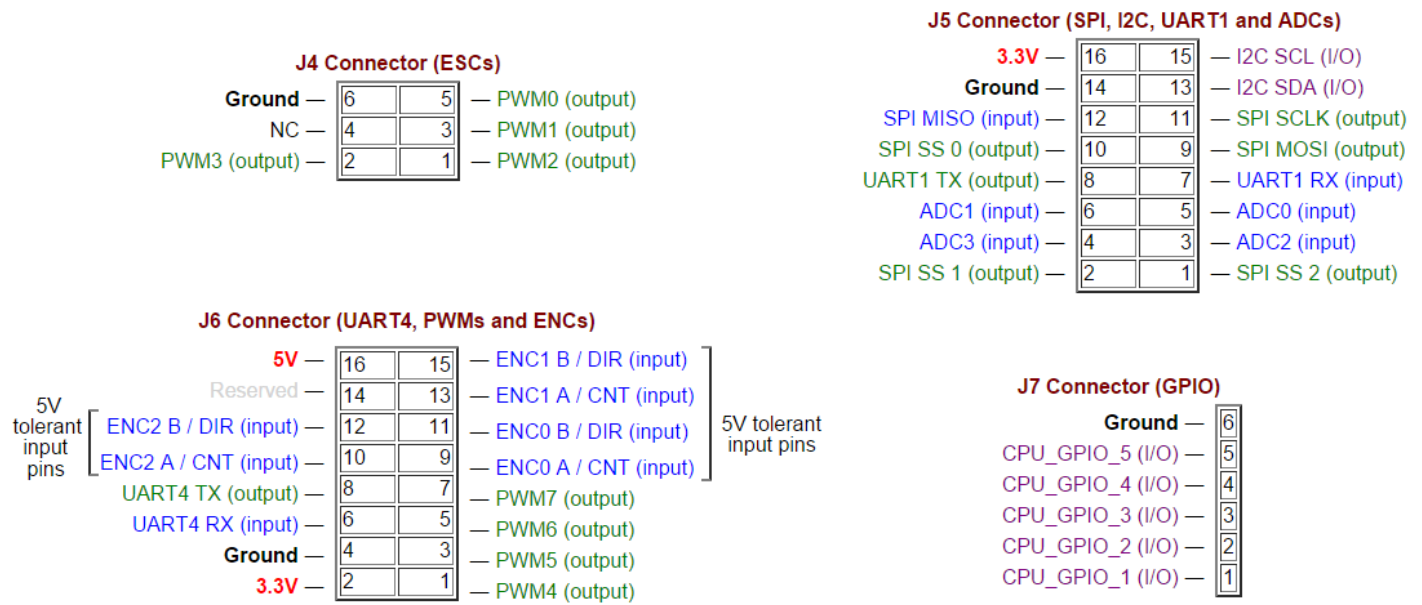 J4 Connector (ESCs)
Ground — 6 5 — PWM0 (output)
NC — 4 3 — PWM1 (output)
PWM3 (output) — 2 1 — PWM2 (output)
J5 Connector (SPI, I2C, UART1 and ADCs)
3.3V — 16 15 — I2C SCL (I/O)
Ground — 14 13 — I2C SDA (I/O)
SPI MISO (input) — 12 11 — SPI SCLK (output)
SPI SS 0 (output) — 10 9 — SPI MOSI (output)
UART1 TX (output) — 8 7 — UART1 RX (input)
ADC1 (input) — 6 5 — ADC0 (input)
ADC3 (input) — 4 3 — ADC2 (input)
SPI SS 1 (output) — 2 1 — SPI SS 2 (output)
J6 Connector (UART4, PWMs and ENCs)
5V — 16 15 — ENC1 B / DIR (input)
Reserved — 14 13 — ENC1 A / CNT (input)
ENC2 B / DIR (input) — 12 11 — ENC0 B / DIR (input)
ENC2 A / CNT (input) — 10 9 — ENC0 A / CNT (input)
UART4 TX (output) — 8 7 — PWM7 (output)
UART4 RX (input) — 6 5 — PWM6 (output)
Ground — 4 3 — PWM5 (output)
3.3V — 2 1 — PWM4 (output)
5V
tolerant
input
pins
5V tolerant
input pins
J7 Connector (GPIO)
Ground — 6
CPU_GPIO_5 (I/O) — 5
CPU_GPIO_4 (I/O) — 4
CPU_GPIO_3 (I/O) — 3
CPU_GPIO_2 (I/O) — 2
CPU_GPIO_1 (I/O) — 1